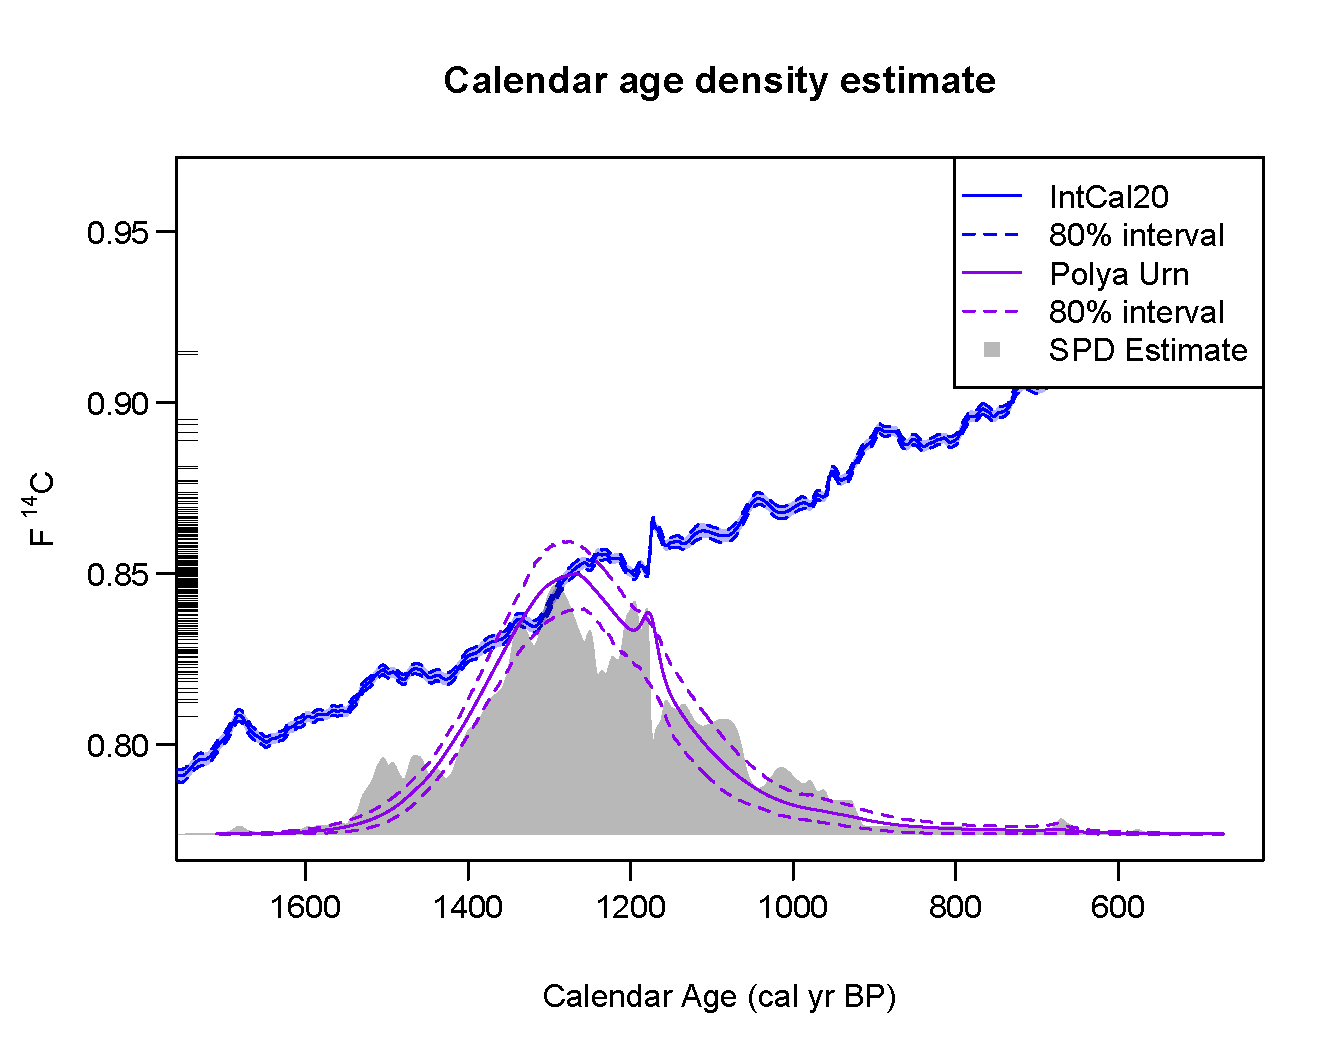 Calendar age density estimate
IntCal20
80% interval
Polya Urn
80% interval
SPD Estimate
0.95
0.90
0.85
0.80
F ¹⁴C
1600 1400 1200 1000 800 600
Calendar Age (cal yr BP)